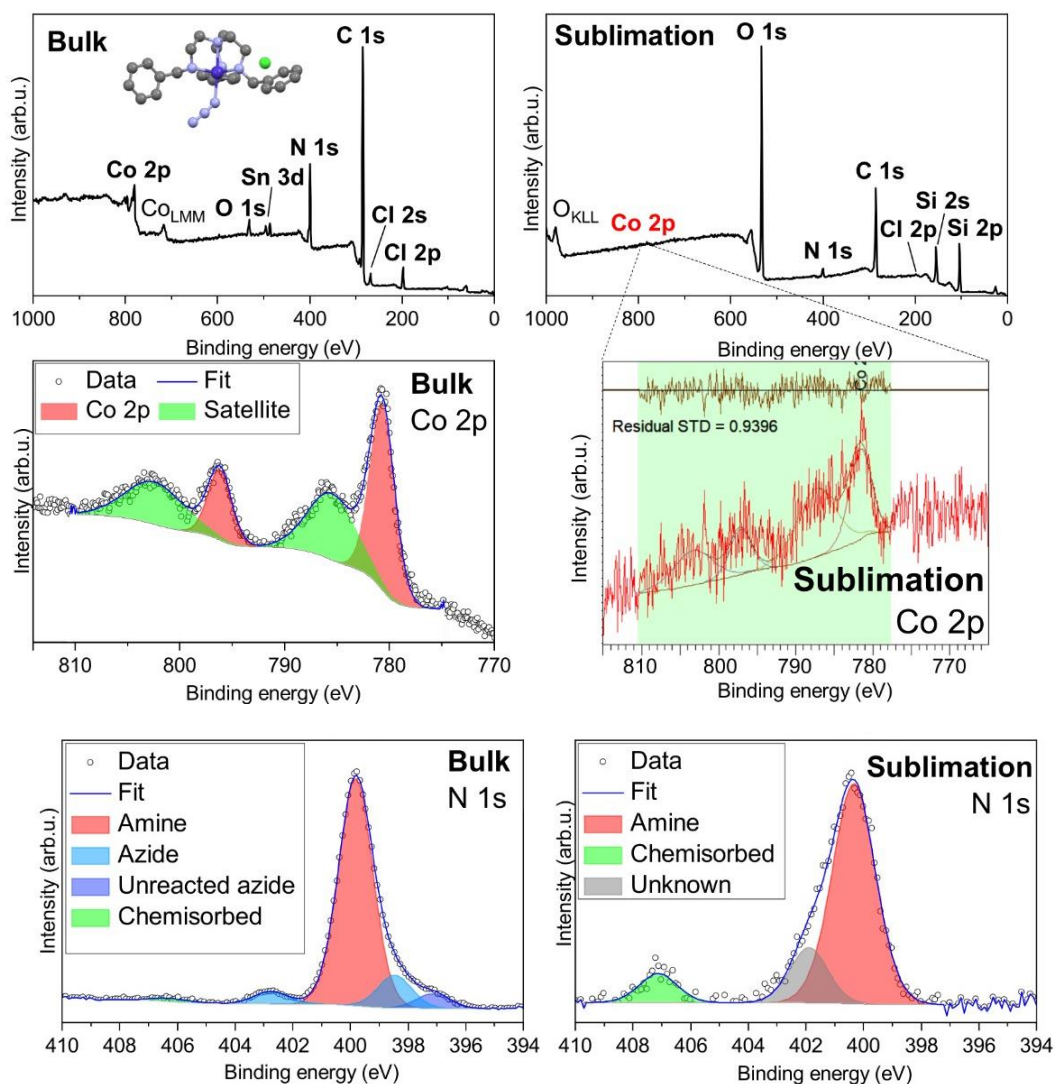 Bulk
C 1s
N 1s
Co 2p
Sn 3d
Co LMM
O 1s
Cl 2s
Cl 2p
Intensity (arb.u.)
1000 800 600 400 200 0
Binding energy (eV)
Sublimation
O 1s
C 1s
Si 2s
O KLL
Co 2p
N 1s
Cl 2p
Si 2p
Intensity (arb.u.)
1000 800 600 400 200 0
Binding energy (eV)
Data
Fit
Co 2p
Satellite
Bulk
Co 2p
Intensity (arb.u.)
810 800 790 780 770
Binding energy (eV)
Residual STD = 0.9396
Sublimation
Co 2p
Intensity (arb.u.)
810 800 790 780 770
Binding energy (eV)
Data
Fit
Amine
Azide
Unreacted azide
Chemisorbed
Bulk
N 1s
Intensity (arb.u.)
410 408 406 404 402 400 398 396 394
Binding energy (eV)
Data
Fit
Amine
Chemisorbed
Unknown
Sublimation
N 1s
Intensity (arb.u.)
410 408 406 404 402 400 398 396 394
Binding energy (eV)